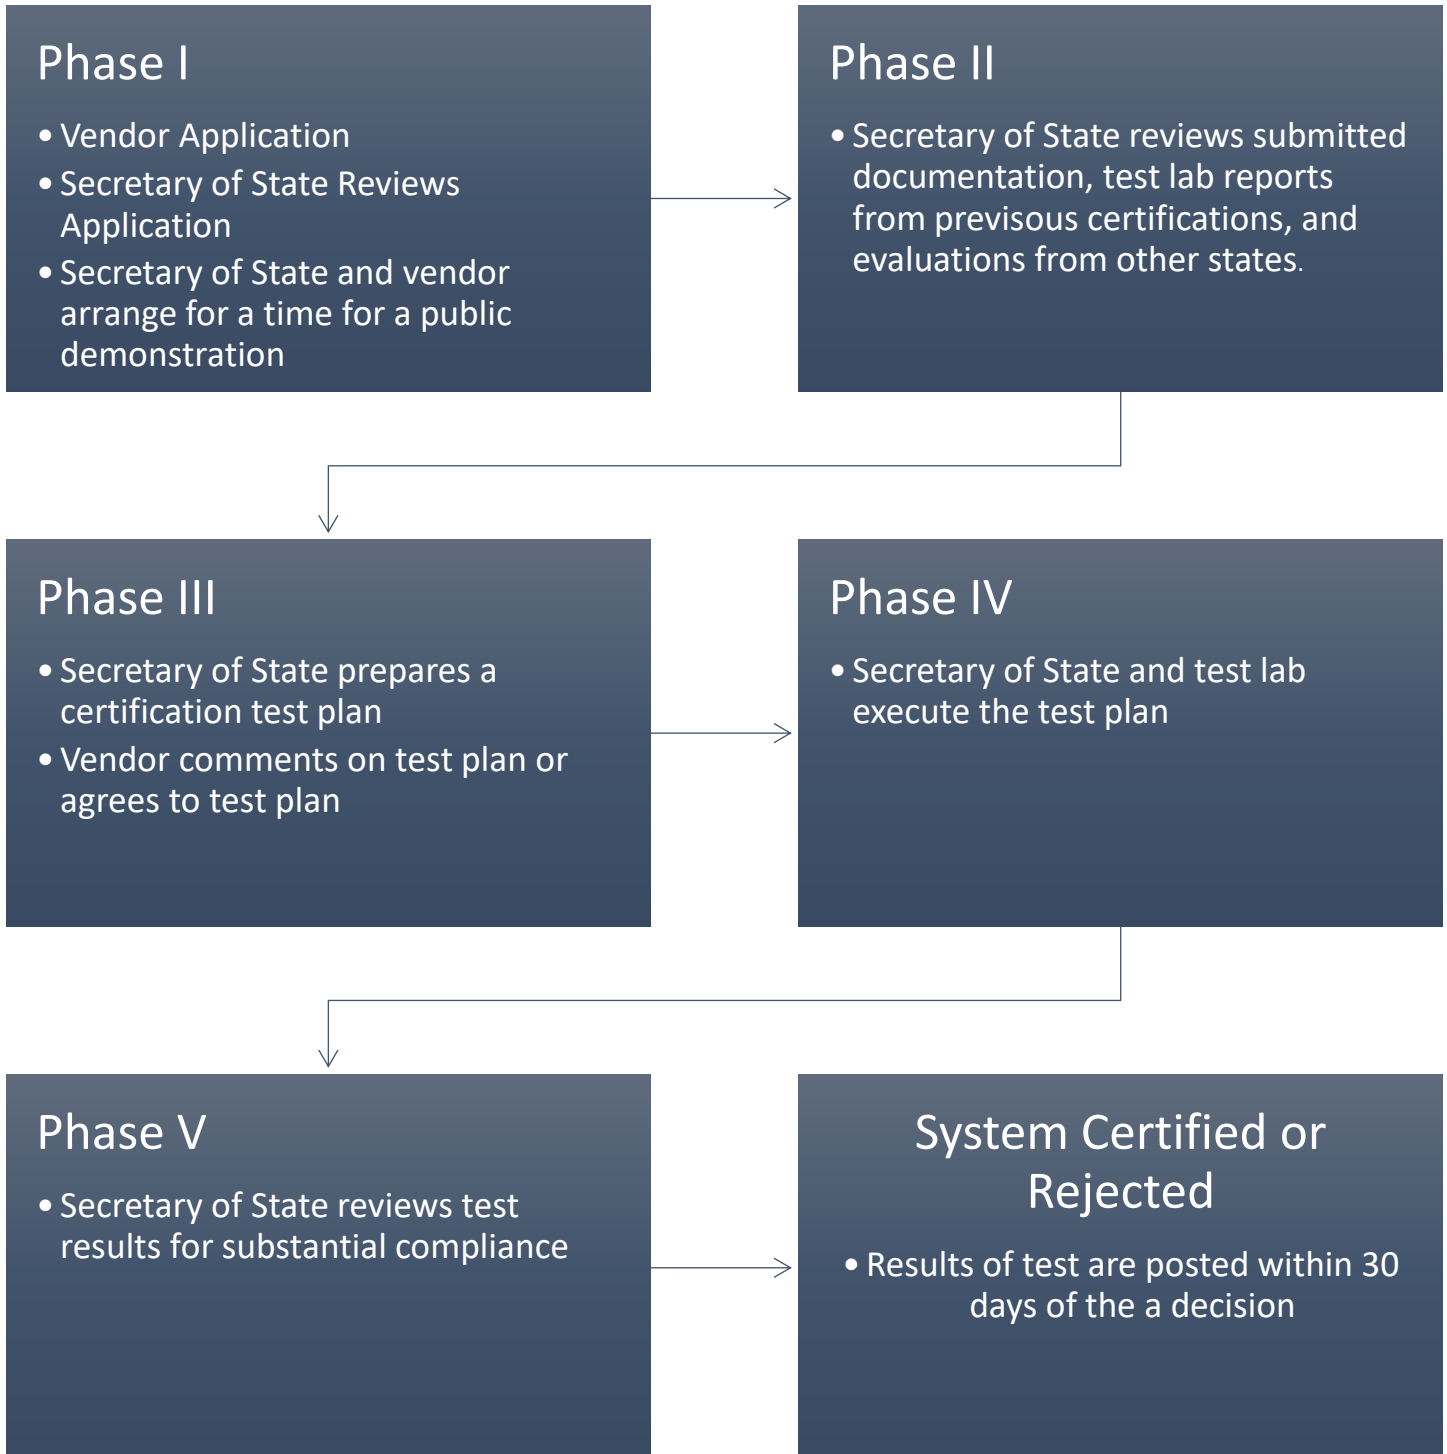 Phase I
• Vendor Application
• Secretary of State Reviews
Application
• Secretary of State and vendor
arrange for a time for a public
demonstration
Phase II
• Secretary of State reviews submitted
documentation, test lab reports
from previsous certifications, and
evaluations from other states.
Phase III
• Secretary of State prepares a
certification test plan
• Vendor comments on test plan or
agrees to test plan
Phase IV
• Secretary of State and test lab
execute the test plan
Phase V
• Secretary of State reviews test
results for substantial compliance
System Certified or
Rejected
• Results of test are posted within 30
days of the a decision